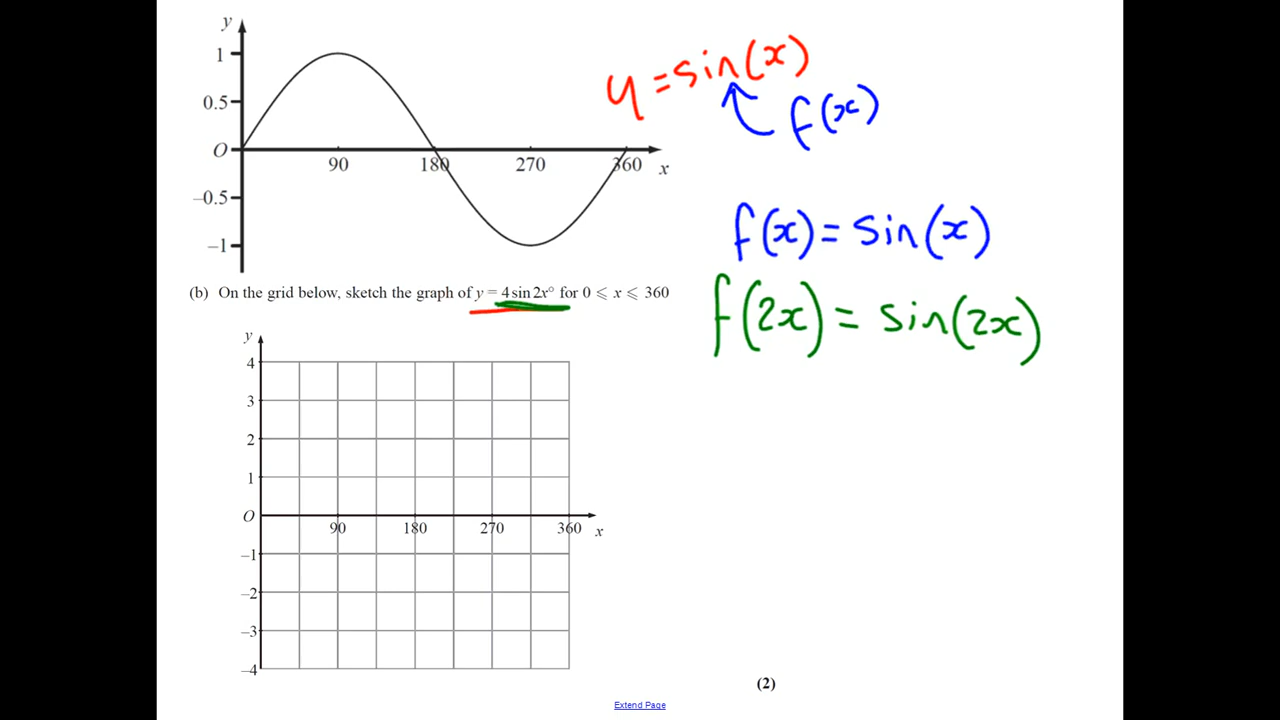 y
1
0.5
O
90 180 270 360 x
–0.5
–1
y = sin(x)
f(x)
f(x) = sin(x)
(b) On the grid below, sketch the graph of y = 4 sin 2x° for 0 ⩽ x ⩽ 360
f(2x) = sin(2x)
y
4
3
2
1
O
90 180 270 360 x
–1
–2
–3
–4
(2)
Extend Page